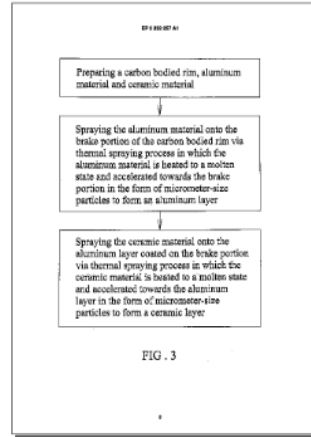 Preparing a carbon bodied rim, aluminum
material and ceramic material
Spraying the aluminum material onto the
brake portion of the carbon bodied rim via
thermal spraying process in which the
aluminum material is heated to a molten
state and accelerated towards the brake
portion in the form of micrometer-size
particles to form an aluminum layer
Spraying the ceramic material onto the
aluminum layer coated on the brake portion
via thermal spraying process in which the
ceramic material is heated to a molten state
and accelerated towards the aluminum
layer in the form of micrometer-size
particles to form a ceramic layer
FIG . 3